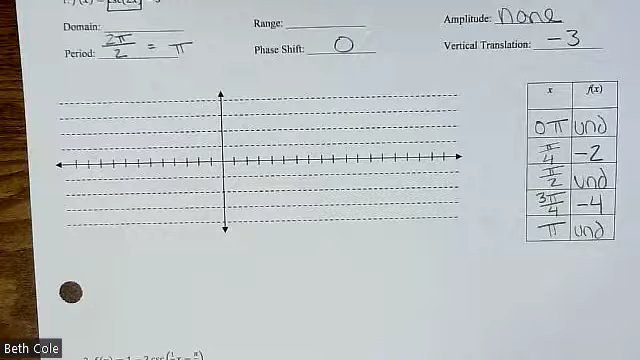 Domain:
Range:
Amplitude: none
Period: 2π/2 = π
Phase Shift: 0
Vertical Translation: -3
x f(x)
0π und
π/4 -2
π/2 und
3π/4 -4
π und
Beth Cole